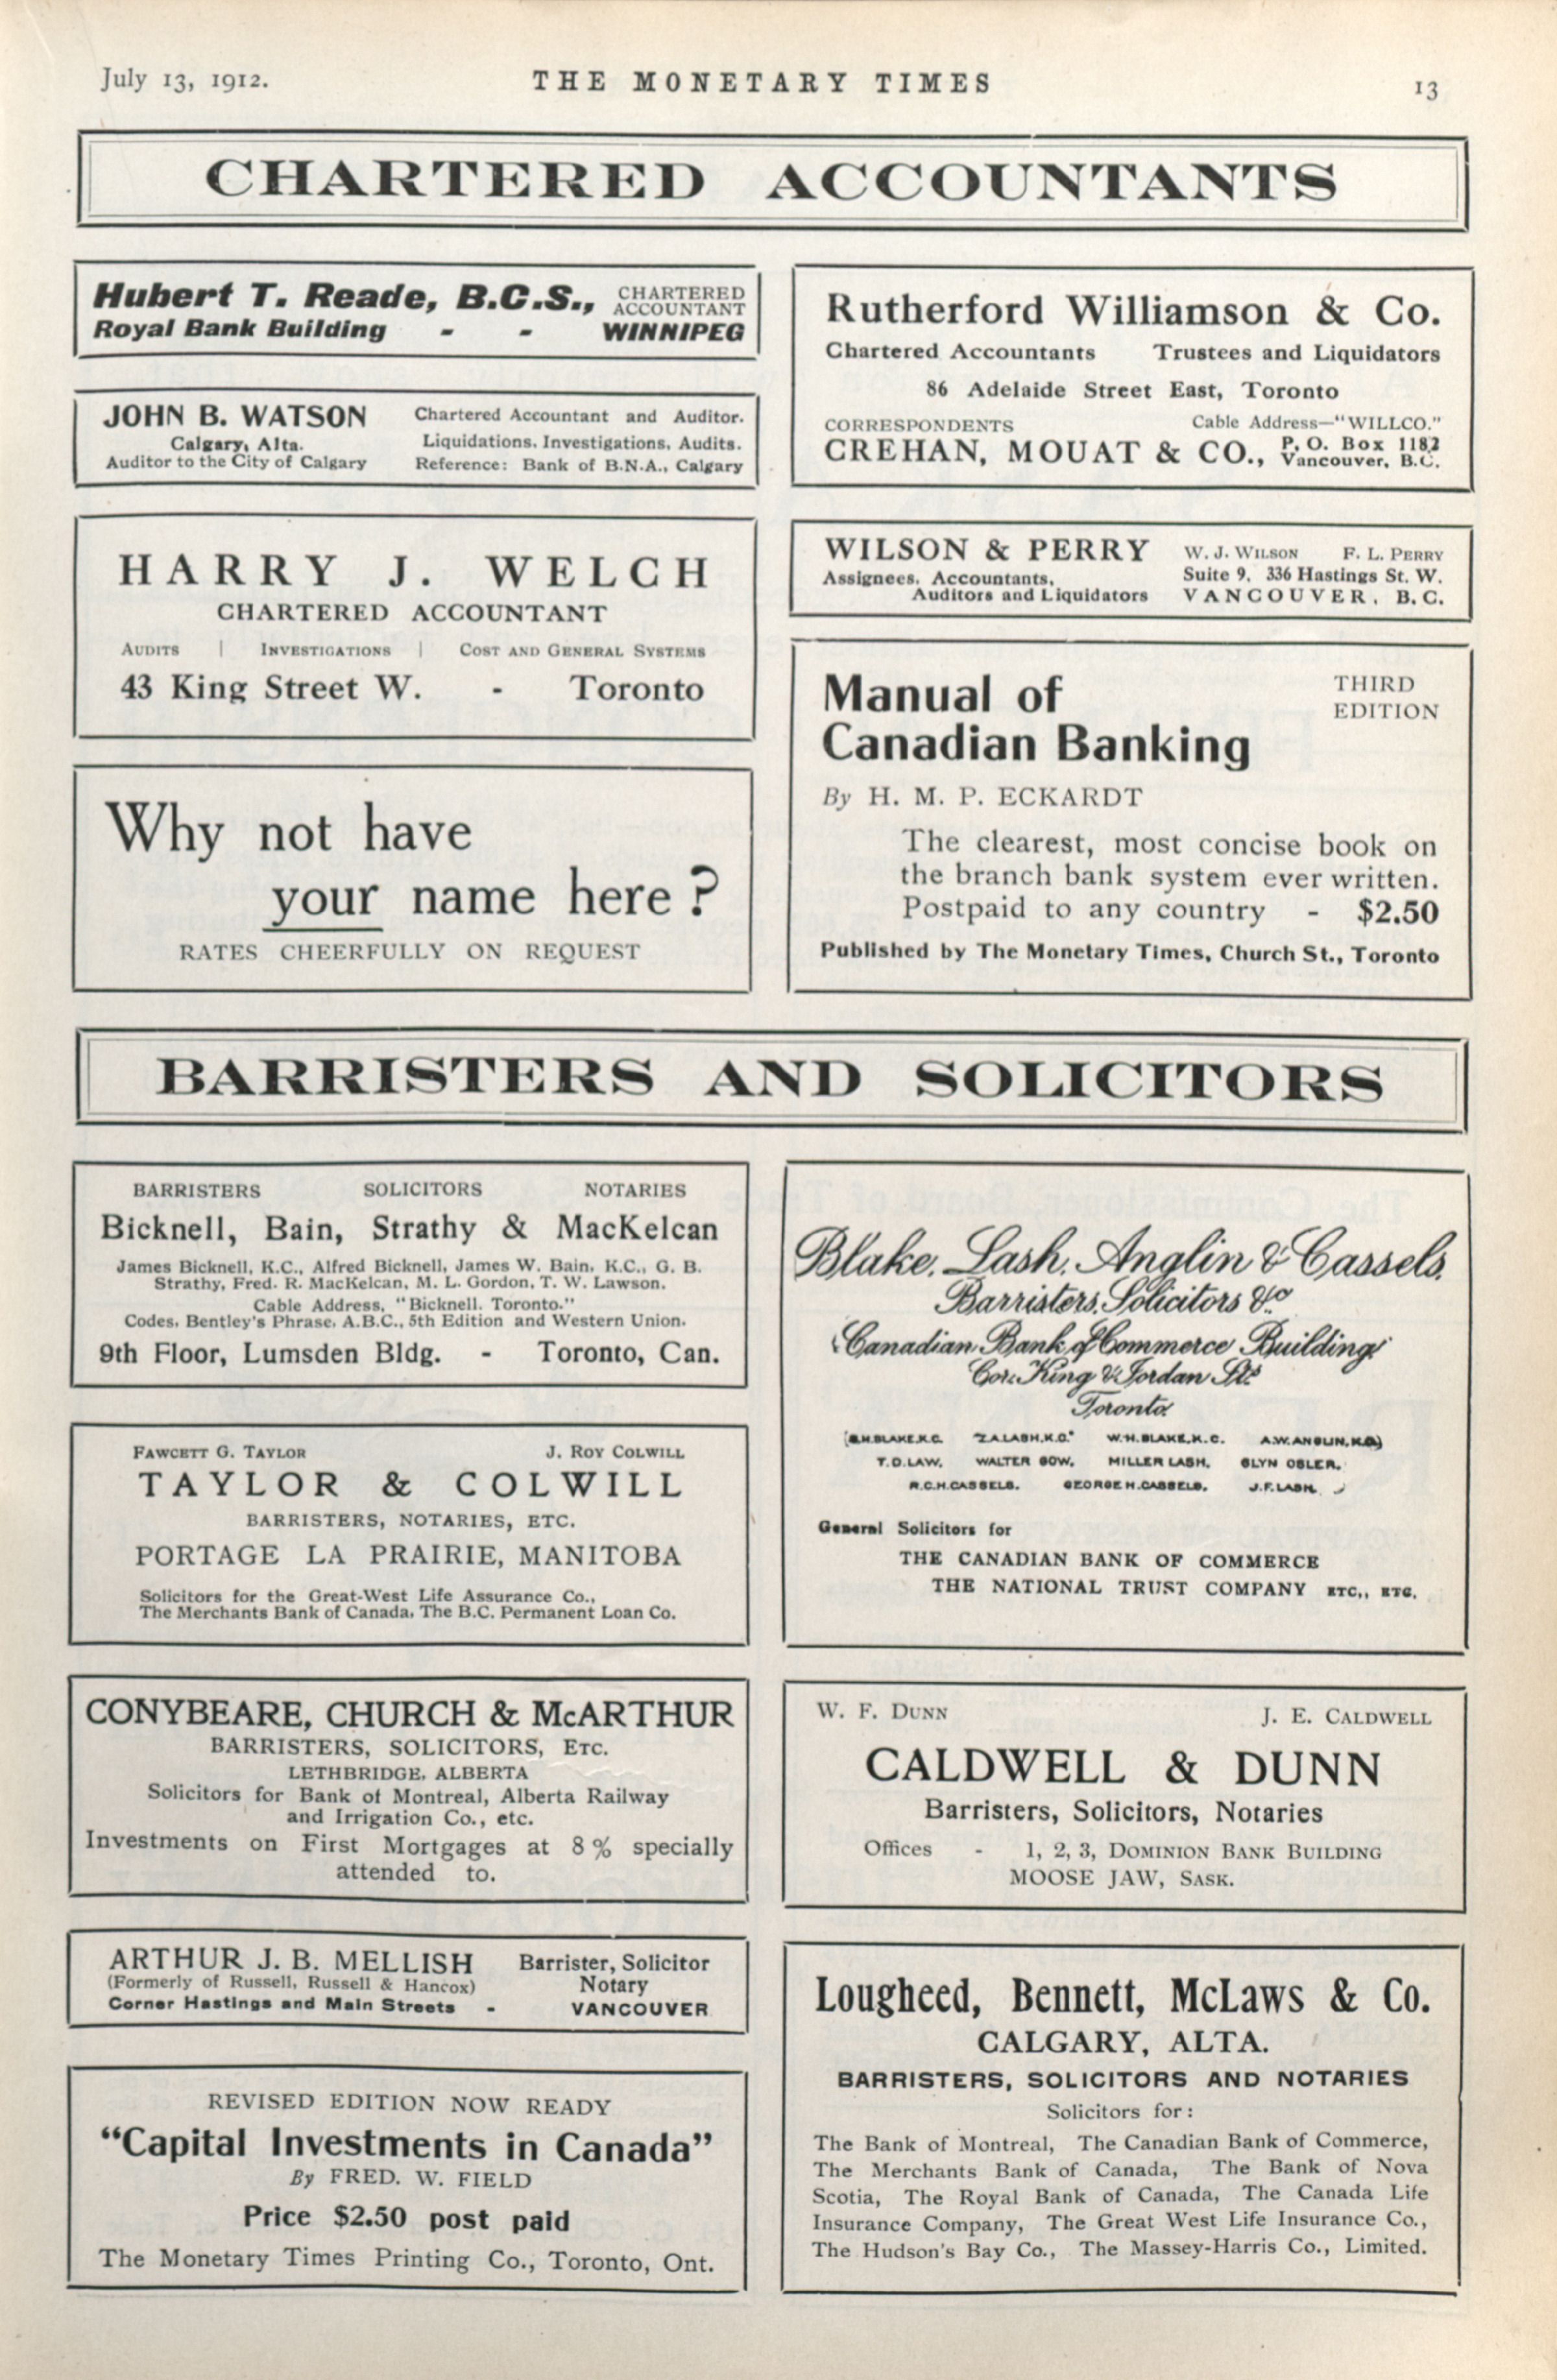 July 13, 1912.
THE MONETARY TIMES
13
CHARTERED ACCOUNTANTS
Hubert T. Reade, B.C.S., CHARTERED ACCOUNTANT
Royal Bank Building - - WINNIPEG
JOHN B. WATSON
Calgary, Alta.
Auditor to the City of Calgary
Chartered Accountant and Auditor.
Liquidations, Investigations, Audits.
Reference: Bank of B.N.A., Calgary
HARRY J. WELCH
CHARTERED ACCOUNTANT
AUDITS | INVESTIGATIONS | COST AND GENERAL SYSTEMS
43 King Street W. - Toronto
Why not have
your name here ?
RATES CHEERFULLY ON REQUEST
Rutherford Williamson & Co.
Chartered Accountants Trustees and Liquidators
86 Adelaide Street East, Toronto
CORRESPONDENTS Cable Address—"WILLCO."
CREHAN, MOUAT & CO., P. O. Box 1182
Vancouver, B.C.
WILSON & PERRY
Assignees, Accountants,
Auditors and Liquidators
W. J. WILSON F. L. PERRY
Suite 9, 336 Hastings St. W.
VANCOUVER, B. C.
Manual of
Canadian Banking
THIRD
EDITION
By H. M. P. ECKARDT
The clearest, most concise book on
the branch bank system ever written.
Postpaid to any country - $2.50
Published by The Monetary Times, Church St., Toronto
BARRISTERS AND SOLICITORS
BARRISTERS SOLICITORS NOTARIES
Bicknell, Bain, Strathy & MacKelcan
James Bicknell, K.C., Alfred Bicknell, James W. Bain, K.C., G. B.
Strathy, Fred. R. MacKelcan, M. L. Gordon, T. W. Lawson.
Cable Address, "Bicknell, Toronto."
Codes, Bentley's Phrase, A.B.C., 5th Edition and Western Union.
9th Floor, Lumsden Bldg. - Toronto, Can.
FAWCETT G. TAYLOR J. ROY COLWILL
TAYLOR & COLWILL
BARRISTERS, NOTARIES, ETC.
PORTAGE LA PRAIRIE, MANITOBA
Solicitors for the Great-West Life Assurance Co.,
The Merchants Bank of Canada, The B.C. Permanent Loan Co.
CONYBEARE, CHURCH & McARTHUR
BARRISTERS, SOLICITORS, ETC.
LETHBRIDGE, ALBERTA
Solicitors for Bank of Montreal, Alberta Railway
and Irrigation Co., etc.
Investments on First Mortgages at 8 % specially
attended to.
ARTHUR J. B. MELLISH
(Formerly of Russell, Russell & Hancox)
Corner Hastings and Main Streets -
Barrister, Solicitor
Notary
VANCOUVER
REVISED EDITION NOW READY
"Capital Investments in Canada"
By FRED. W. FIELD
Price $2.50 post paid
The Monetary Times Printing Co., Toronto, Ont.
Blake, Lash, Anglin & Cassels,
Barristers, Solicitors &c
Canadian Bank of Commerce Building,
Cor. King & Jordan Sts
Toronto
S.H.BLAKE,K.C. Z.A.LASH,K.C. W.H.BLAKE,K.C. A.W.ANGLIN,K.C.
T.D.LAW. WALTER GOW. MILLER LASH. GLYN OSLER.
R.C.H.CASSELS. GEORGE H.CASSELS. J.F.LASH.
General Solicitors for
THE CANADIAN BANK OF COMMERCE
THE NATIONAL TRUST COMPANY ETC., ETC.
W. F. DUNN J. E. CALDWELL
CALDWELL & DUNN
Barristers, Solicitors, Notaries
Offices - 1, 2, 3, DOMINION BANK BUILDING
MOOSE JAW, SASK.
Lougheed, Bennett, McLaws & Co.
CALGARY, ALTA.
BARRISTERS, SOLICITORS AND NOTARIES
Solicitors for:
The Bank of Montreal, The Canadian Bank of Commerce,
The Merchants Bank of Canada, The Bank of Nova
Scotia, The Royal Bank of Canada, The Canada Life
Insurance Company, The Great West Life Insurance Co.,
The Hudson's Bay Co., The Massey-Harris Co., Limited.